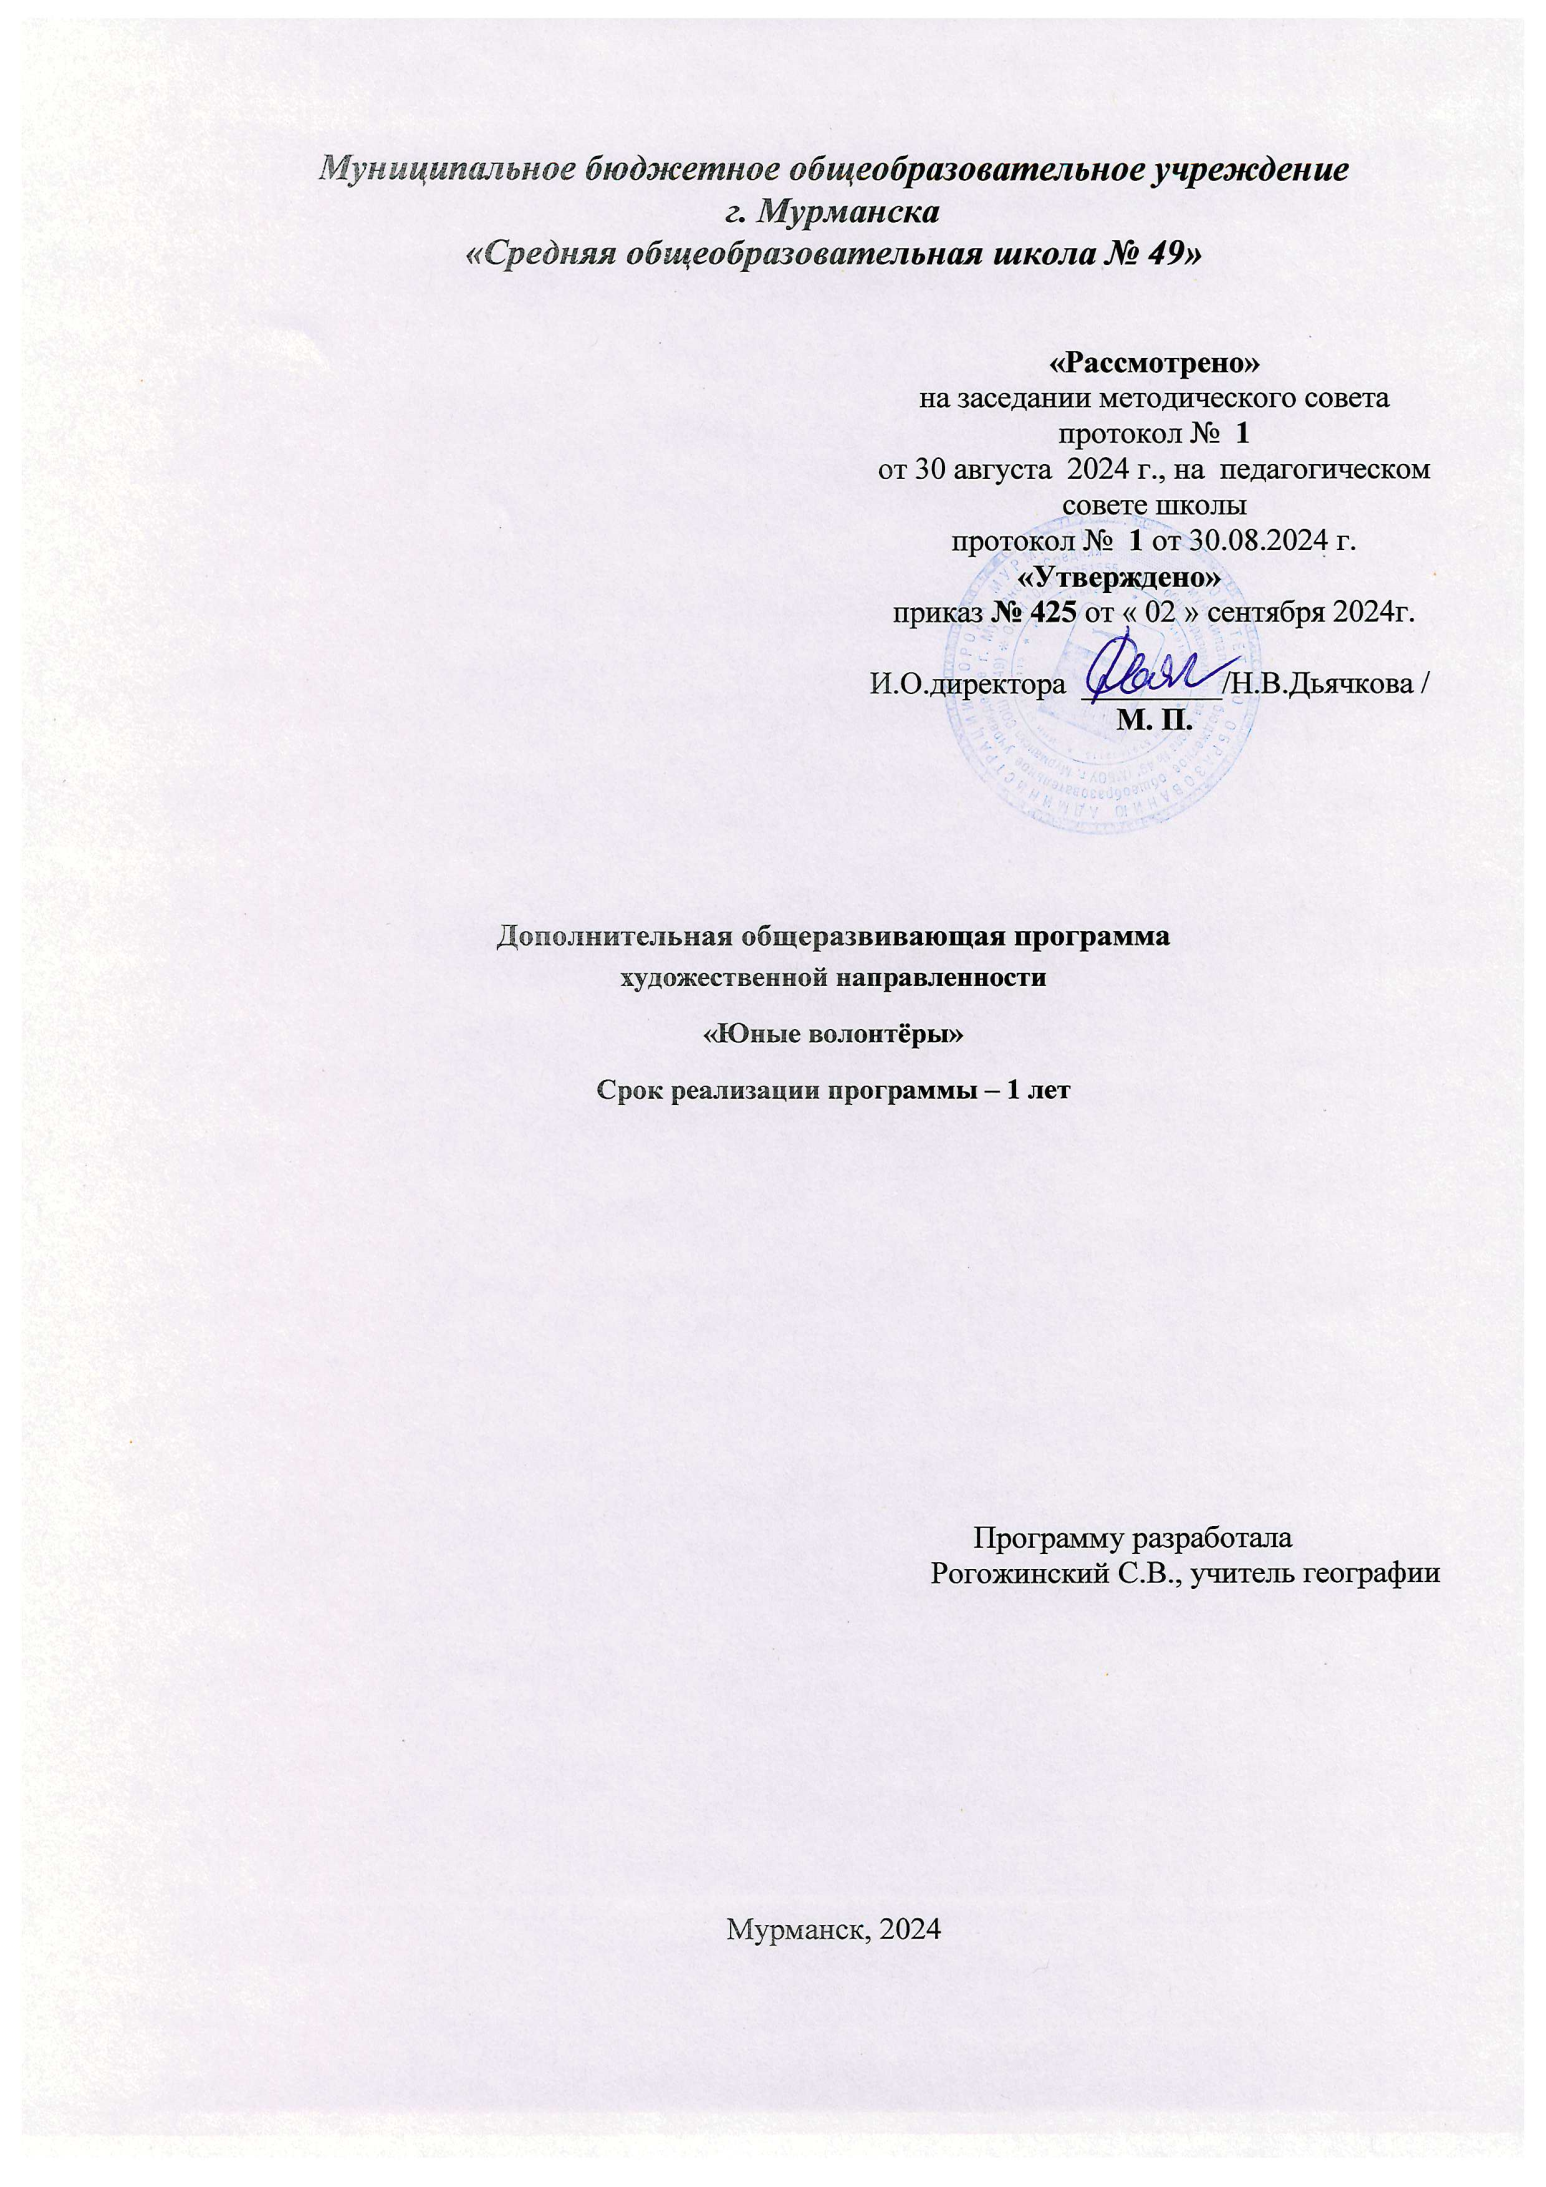 Муниципальное бюджетное общеобразовательное учреждение
г. Мурманска
«Средняя общеобразовательная школа № 49»
«Рассмотрено»
на заседании методического совета
протокол № 1
от 30 августа 2024 г., на педагогическом
совете школы
протокол № 1 от 30.08.2024 г.
«Утверждено»
приказ № 425 от « 02 » сентября 2024г.
И.О.директора /Н.В.Дьячкова /
М. П.
Дополнительная общеразвивающая программа
художественной направленности
«Юные волонтёры»
Срок реализации программы – 1 лет
Программу разработала
Рогожинский С.В., учитель географии
Мурманск, 2024